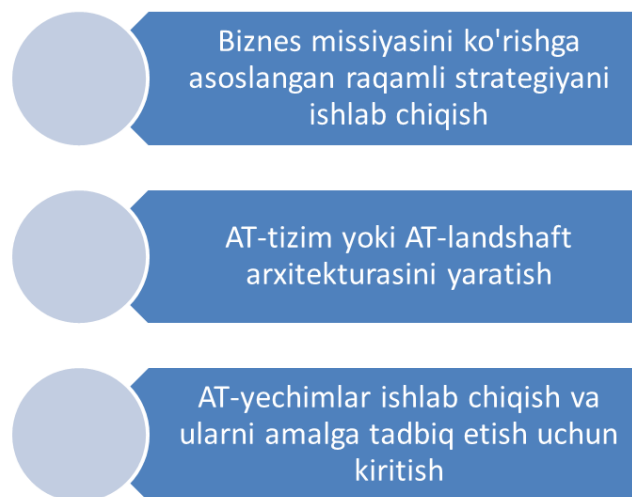 Biznes missiyasini ko'rishga
asoslangan raqamli strategiyani
ishlab chiqish
AT-tizim yoki AT-landshaft
arxitekturasini yaratish
AT-yechimlar ishlab chiqish va
ularni amalga tadbiq etish uchun
kiritish